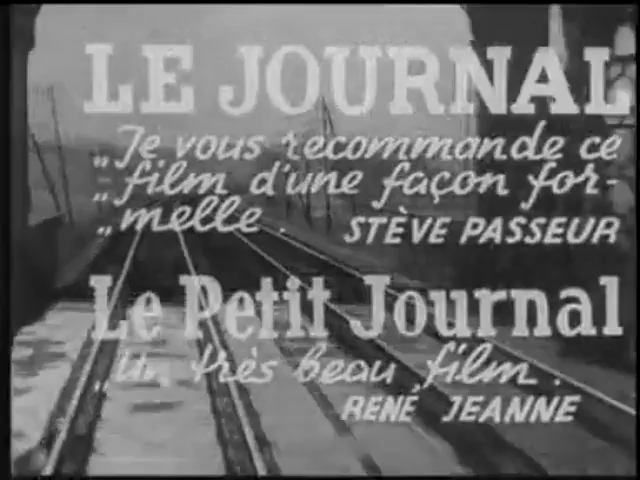 LE JOURNAL
„Je vous recommande ce
„film d'une façon for-
„melle.  STÈVE PASSEUR
Le Petit Journal
„Un très beau film.
RENÉ JEANNE